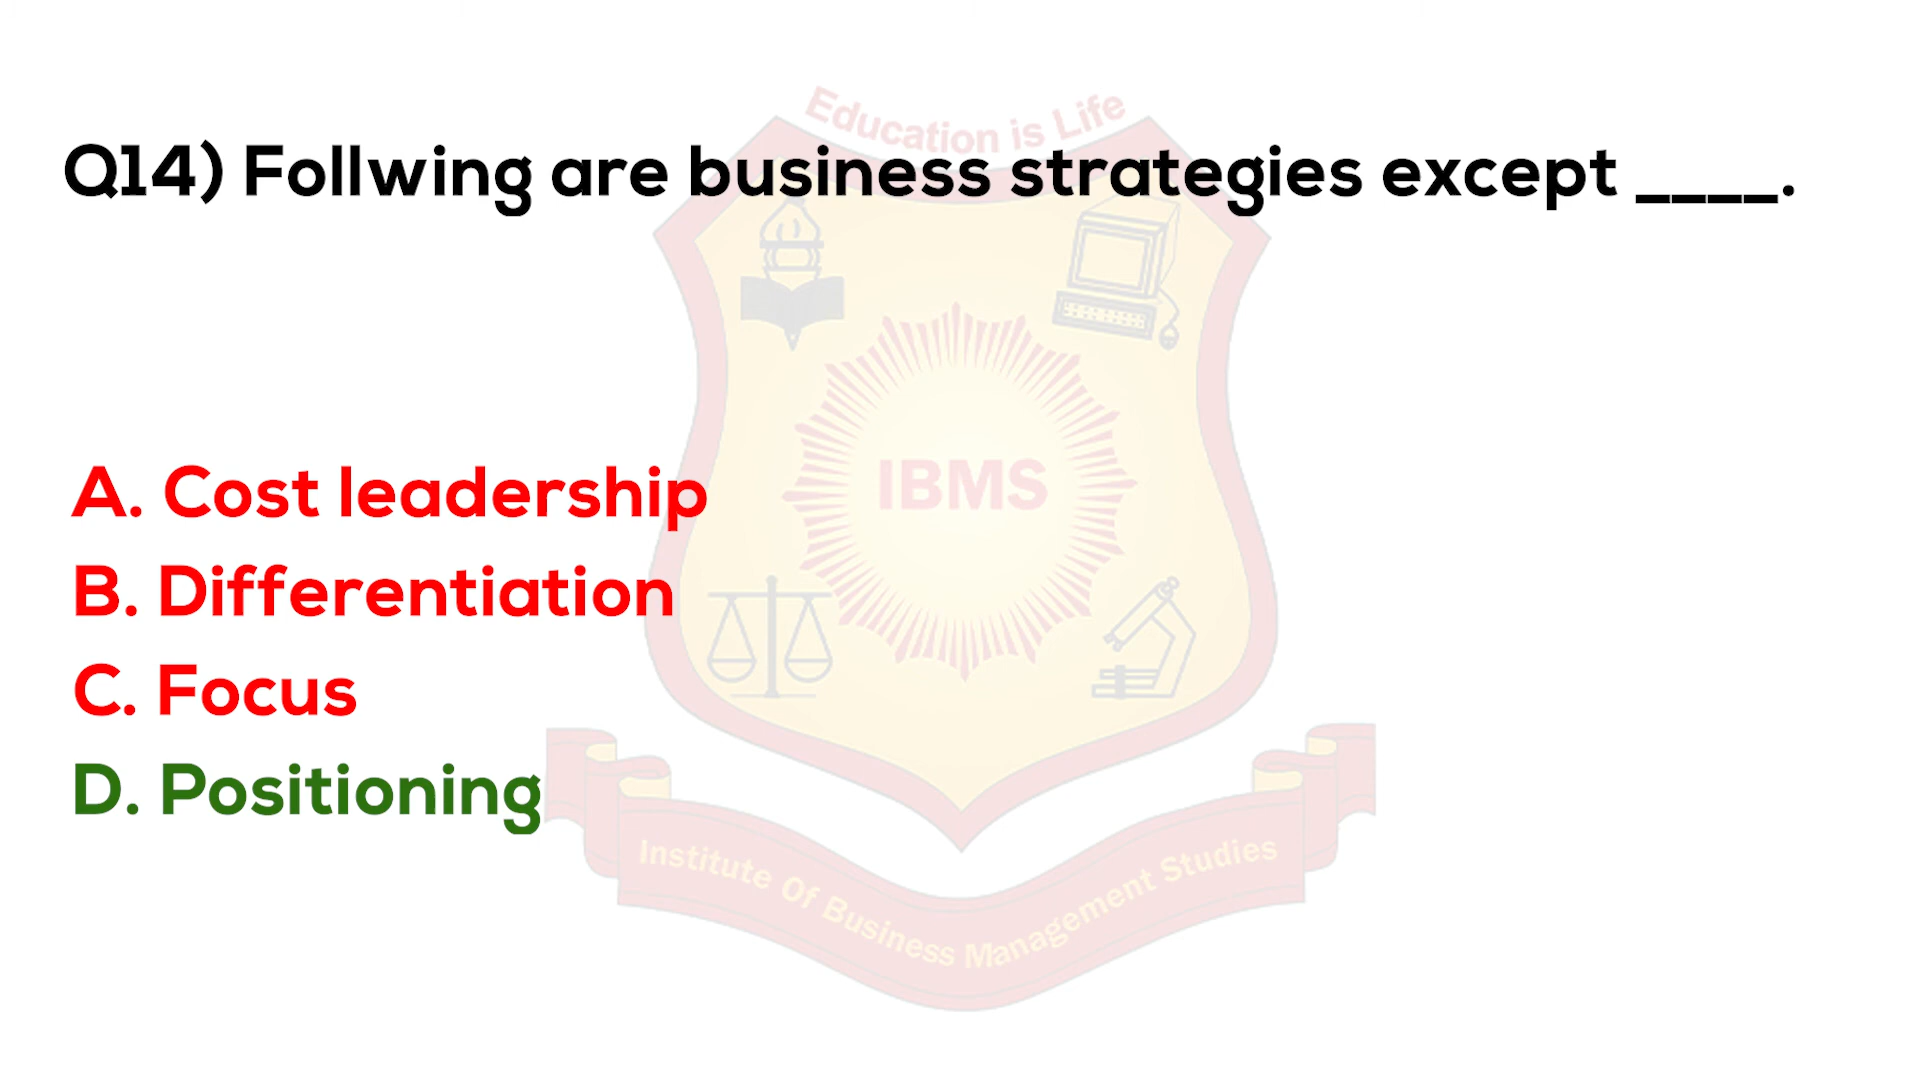 Education is Life
Q14) Follwing are business strategies except ____.
IBMS
A. Cost leadership
B. Differentiation
C. Focus
D. Positioning
Institute Of Business Management Studies